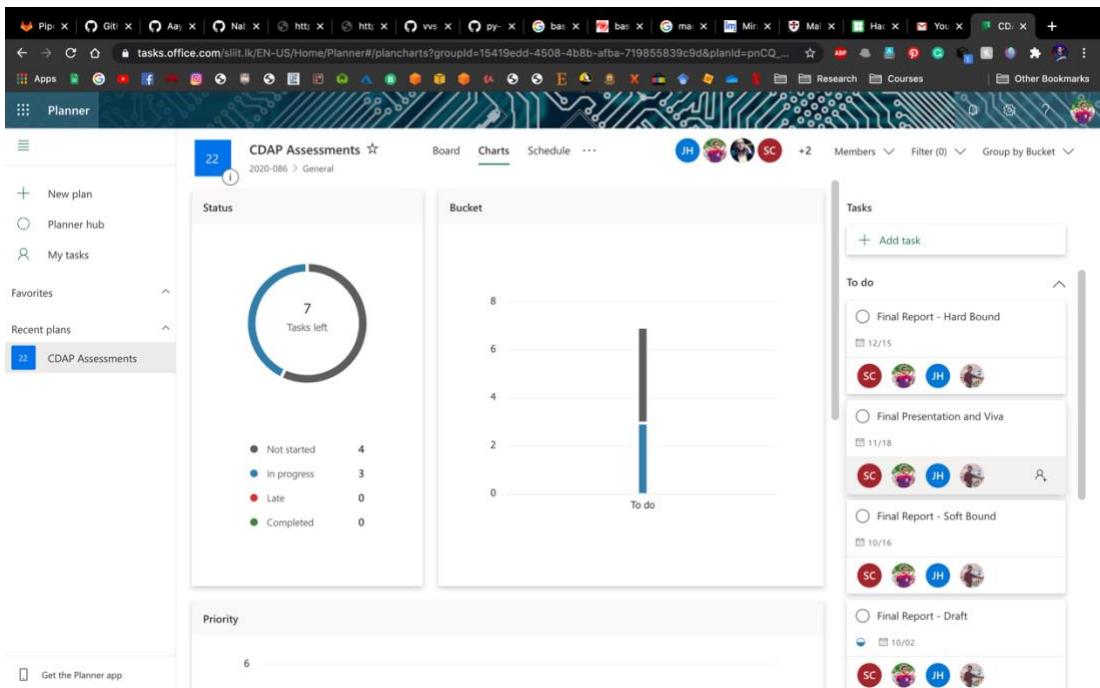 Pip
Git
Aay
Nal
htt
htt
vvs
py-
bas
bas
ma
Min
Mai
Hac
You
CD
tasks.office.com/sliit.lk/EN-US/Home/Planner#/plancharts?groupId=15419edd-4508-4b8b-afba-719855839c9d&planId=pnCQ_...
Apps
Research
Courses
Other Bookmarks
Planner
22
CDAP Assessments
2020-086 > General
Board Charts Schedule ...
JH
SC
+2
Members
Filter (0)
Group by Bucket
New plan
Planner hub
My tasks
Favorites
Recent plans
22 CDAP Assessments
Get the Planner app
Status
7
Tasks left
Not started 4
In progress 3
Late 0
Completed 0
Bucket
8
6
4
2
0
To do
Priority
6
Tasks
+ Add task
To do
Final Report - Hard Bound
12/15
SC JH
Final Presentation and Viva
11/18
SC JH
Final Report - Soft Bound
10/16
SC JH
Final Report - Draft
10/02
SC JH